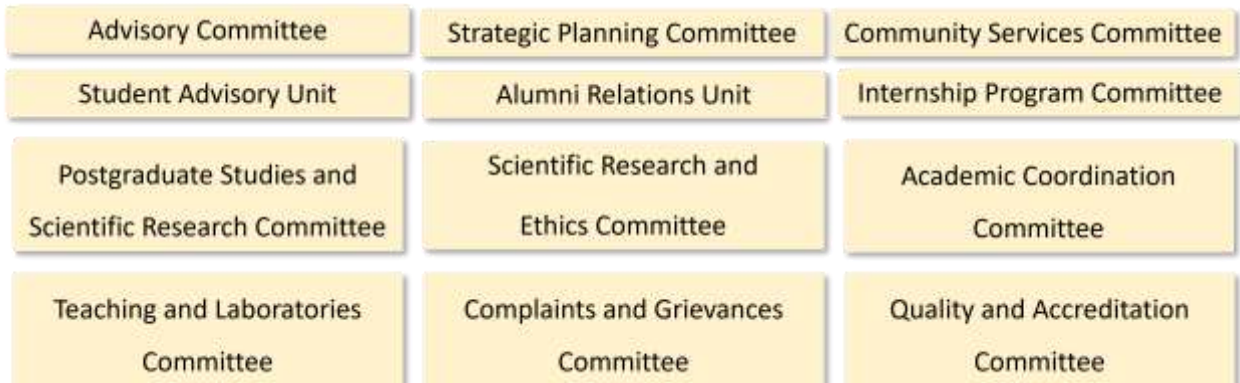 Advisory Committee
Strategic Planning Committee
Community Services Committee
Student Advisory Unit
Alumni Relations Unit
Internship Program Committee
Postgraduate Studies and
Scientific Research Committee
Scientific Research and
Ethics Committee
Academic Coordination
Committee
Teaching and Laboratories
Committee
Complaints and Grievances
Committee
Quality and Accreditation
Committee